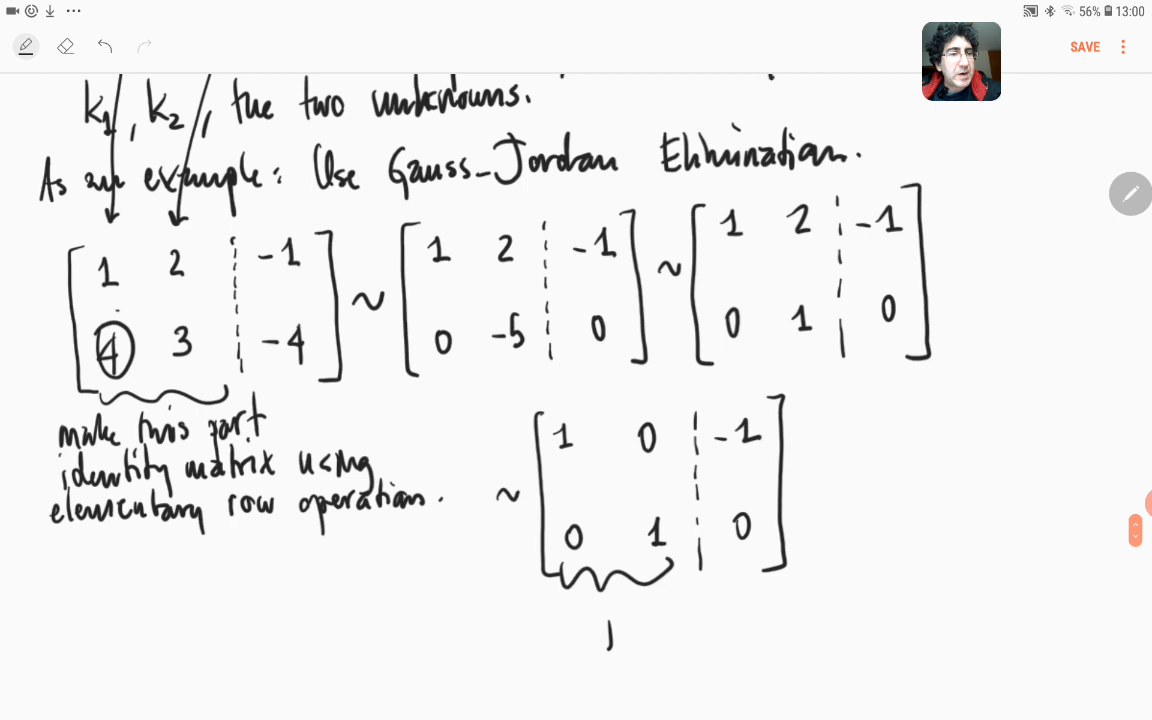 56% 13:00
SAVE
k1, k2, the two unknowns.
As an example: Use Gauss-Jordan Elimination.
1 2 -1 ~ 1 2 -1 ~ 1 2 -1
4 3 -4 0 -5 0 0 1 0
make this part
identity matrix using
elementary row operation.
~ 1 0 -1
0 1 0